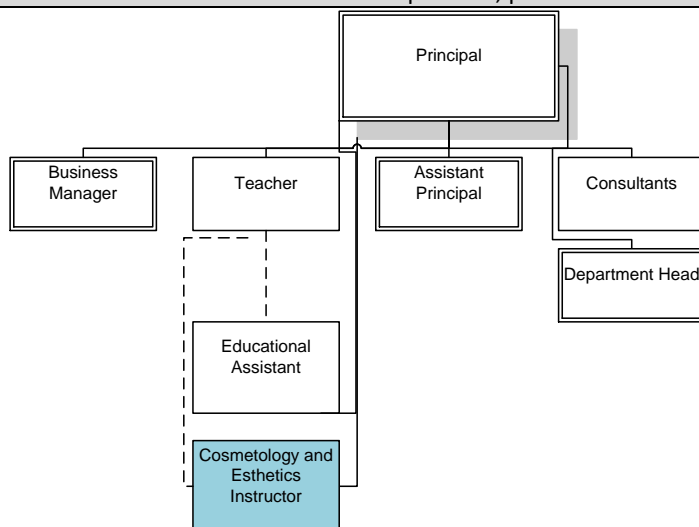 Principal
Business
Manager
Teacher
Assistant
Principal
Consultants
Department Head
Educational
Assistant
Cosmetology and
Esthetics
Instructor